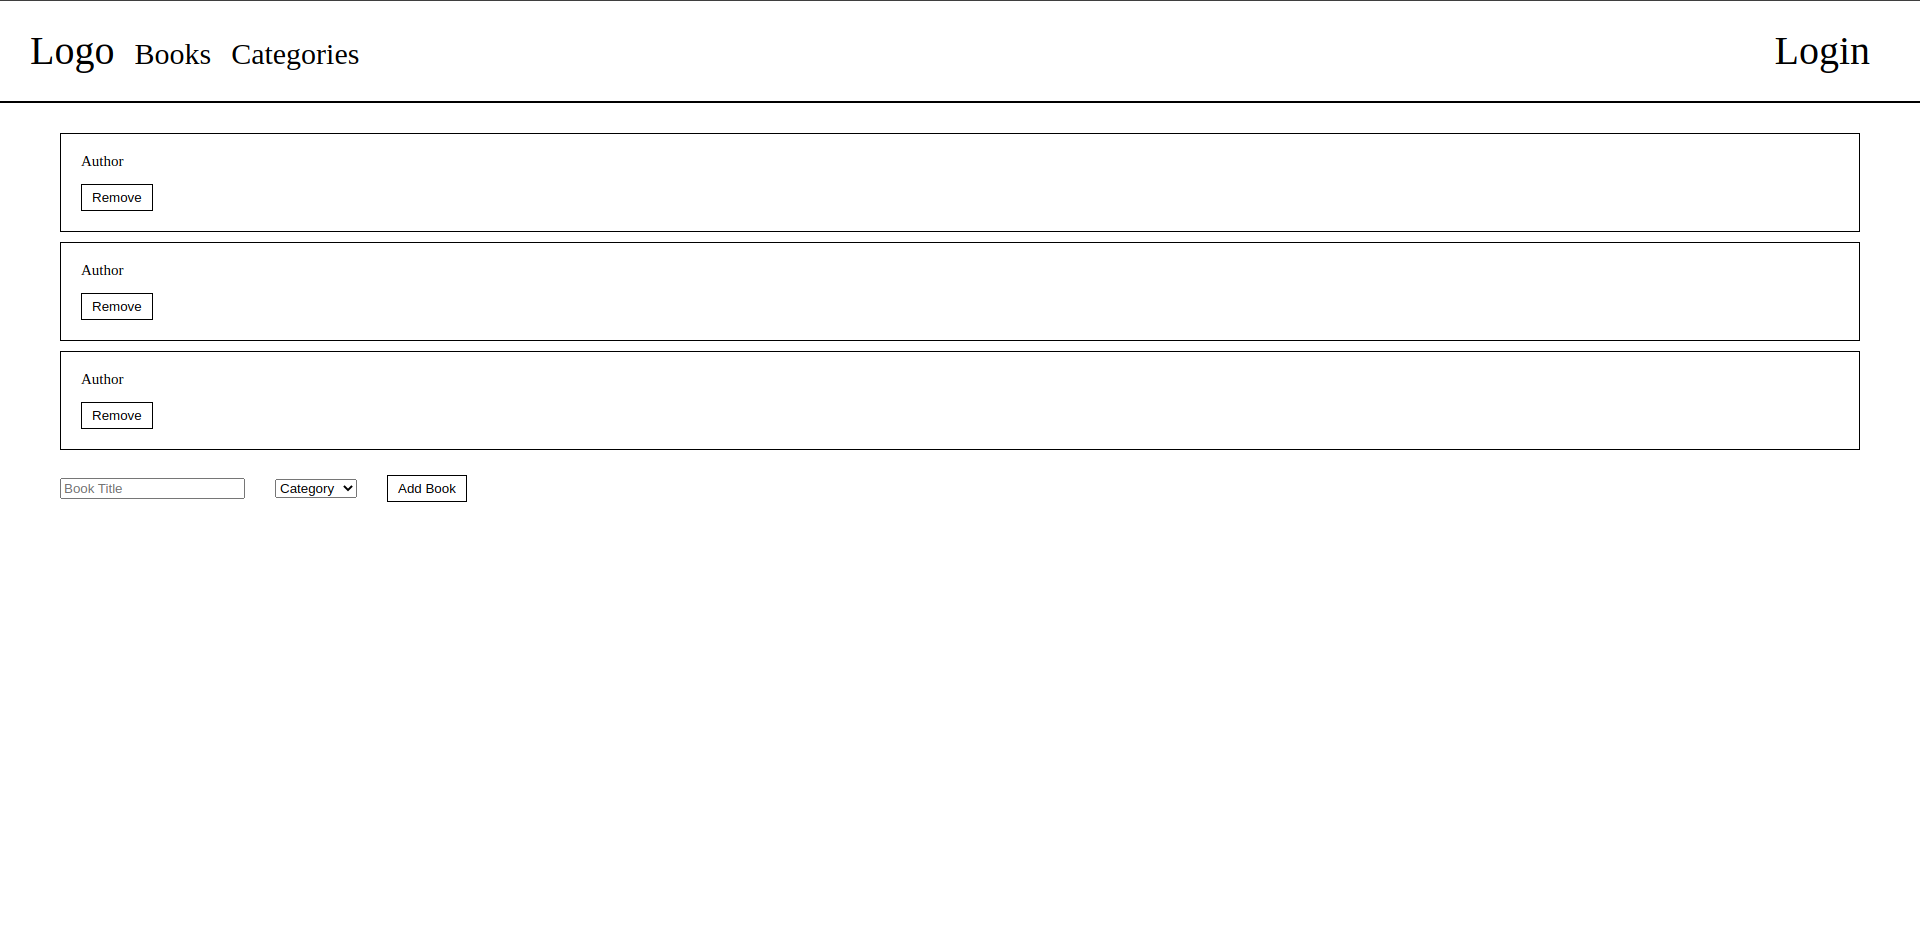 Logo Books Categories Login
Author
Remove
Author
Remove
Author
Remove
Book Title Category Add Book